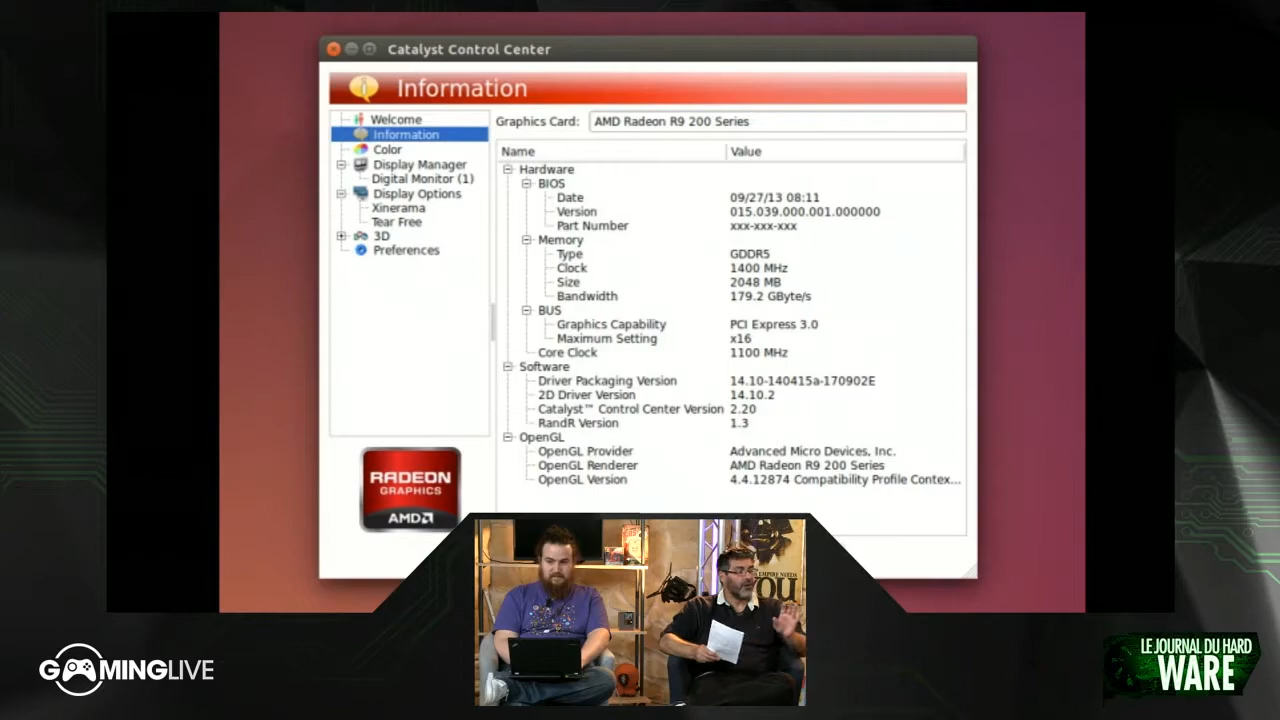 Catalyst Control Center
Information
Welcome
Information
Color
Display Manager
Digital Monitor (1)
Display Options
Xinerama
Tear Free
3D
Preferences
Graphics Card: AMD Radeon R9 200 Series
Name Value
Hardware
BIOS
Date 09/27/13 08:11
Version 015.039.000.001.000000
Part Number xxx-xxx-xxx
Memory
Type GDDR5
Clock 1400 MHz
Size 2048 MB
Bandwidth 179.2 GByte/s
BUS
Graphics Capability PCI Express 3.0
Maximum Setting x16
Core Clock 1100 MHz
Software
Driver Packaging Version 14.10-140415a-170902E
2D Driver Version 14.10.2
Catalyst™ Control Center Version 2.20
RandR Version 1.3
OpenGL
OpenGL Provider Advanced Micro Devices, Inc.
OpenGL Renderer AMD Radeon R9 200 Series
OpenGL Version 4.4.12874 Compatibility Profile Contex...
RADEON
GRAPHICS
AMD
EMPIRE NEEDS
YOU
GAMINGLIVE
LE JOURNAL DU HARD
WARE